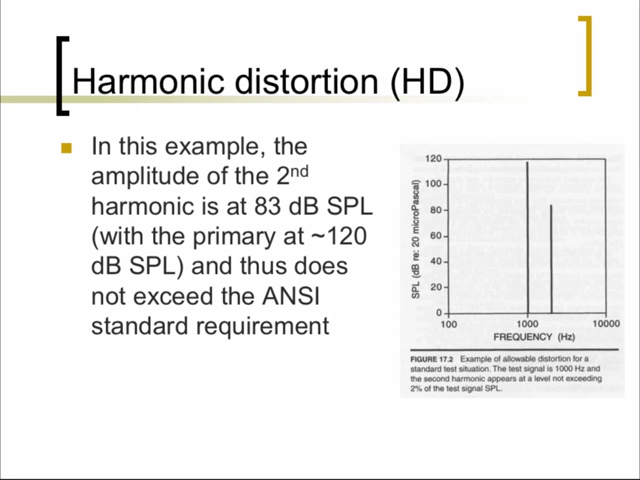 Harmonic distortion (HD)
In this example, the
amplitude of the 2nd
harmonic is at 83 dB SPL
(with the primary at ~120
dB SPL) and thus does
not exceed the ANSI
standard requirement
SPL (dB re: 20 microPascal)
120
100
80
60
40
20
0
100 1000 10000
FREQUENCY (Hz)
FIGURE 17.2 Example of allowable distortion for a
standard test situation. The test signal is 1000 Hz and
the second harmonic appears at a level not exceeding
2% of the test signal SPL.